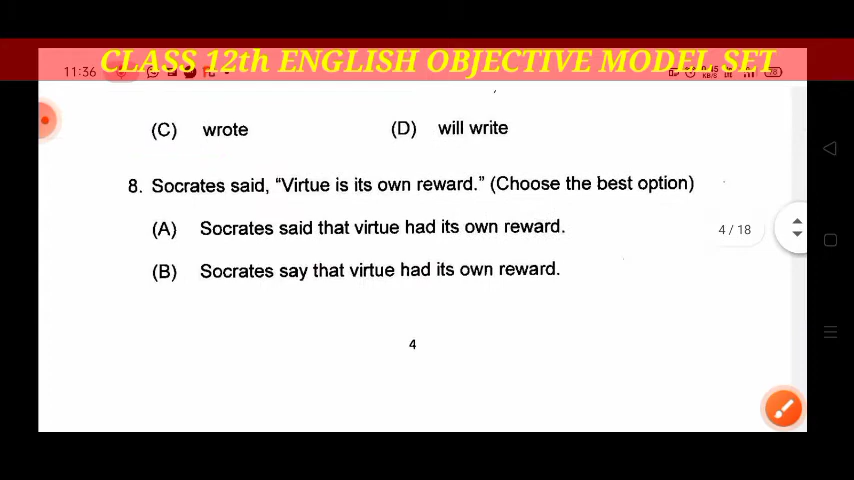 CLASS 12th ENGLISH OBJECTIVE MODEL SET
11:36
(C) wrote (D) will write
8. Socrates said, “Virtue is its own reward.” (Choose the best option)
(A) Socrates said that virtue had its own reward.
4 / 18
(B) Socrates say that virtue had its own reward.
4